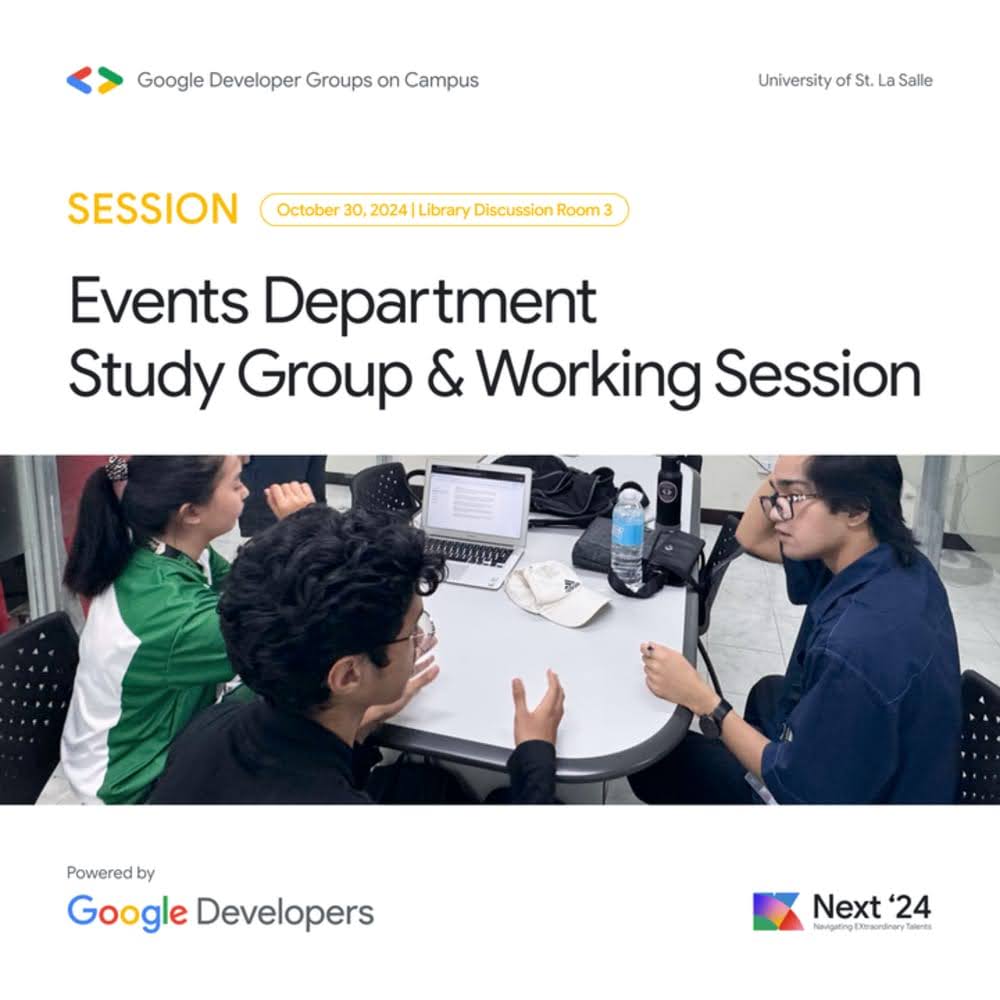 Google Developer Groups on Campus
University of St. La Salle
SESSION
October 30, 2024 | Library Discussion Room 3
Events Department
Study Group & Working Session
Powered by
Google Developers
Next ‘24
Navigating EXtraordinary Talents